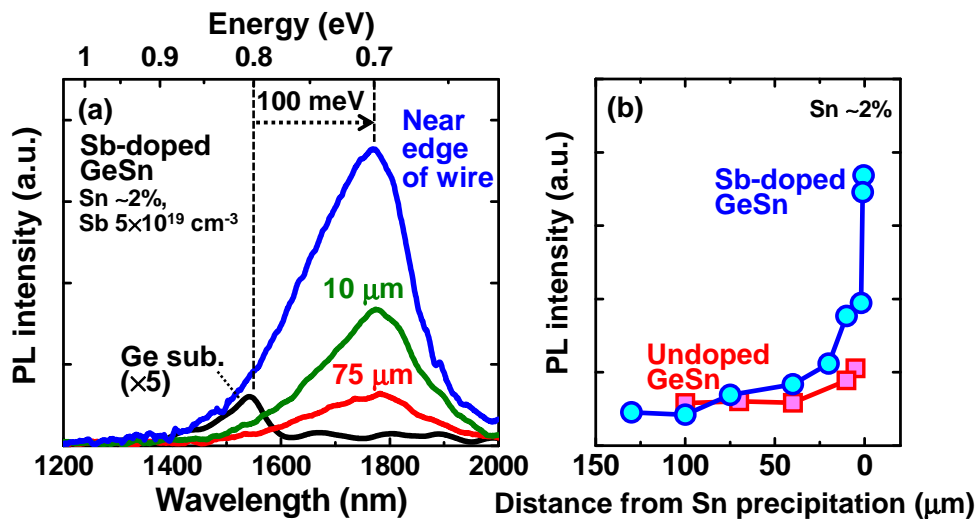 Energy (eV)
1 0.9 0.8 0.7
(a)
100 meV
Sb-doped
GeSn
Sn ~2%,
Sb 5×10¹⁹ cm⁻³
Near
edge
of wire
10 μm
75 μm
Ge sub.
(×5)
PL intensity (a.u.)
1200 1400 1600 1800 2000
Wavelength (nm)
(b)
Sn ~2%
Sb-doped
GeSn
Undoped
GeSn
PL intensity (a.u.)
150 100 50 0
Distance from Sn precipitation (μm)